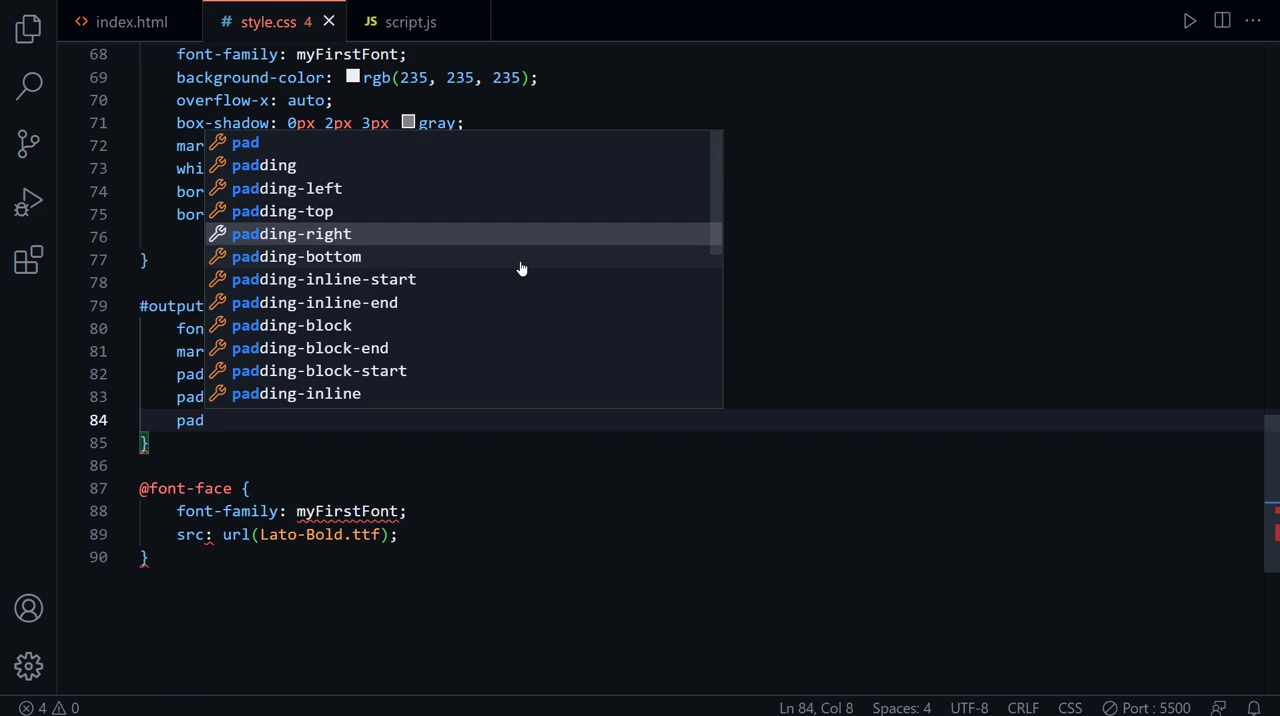 index.html
# style.css 4
JS script.js
68 font-family: myFirstFont;
69 background-color: rgb(235, 235, 235);
70 overflow-x: auto;
71 box-shadow: 0px 2px 3px gray;
72 mar
73 whi
74 bor
75 bor
76
77 }
78
79 #output
80 fon
81 mar
82 pad
83 pad
84 pad
85 }
86
87 @font-face {
88 font-family: myFirstFont;
89 src: url(Lato-Bold.ttf);
90 }
pad
padding
padding-left
padding-top
padding-right
padding-bottom
padding-inline-start
padding-inline-end
padding-block
padding-block-end
padding-block-start
padding-inline
4 0
Ln 84, Col 8
Spaces: 4
UTF-8
CRLF
CSS
Port : 5500